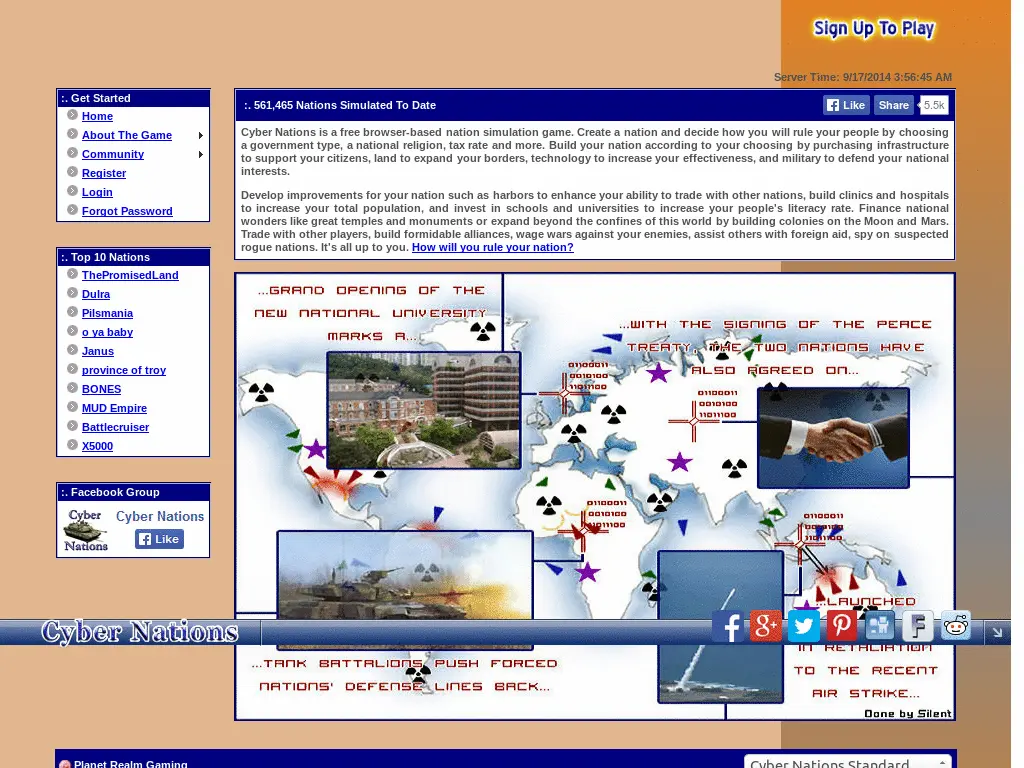 Sign Up To Play
Server Time: 9/17/2014 3:56:45 AM
:. Get Started
Home
About The Game
Community
Register
Login
Forgot Password
:. Top 10 Nations
ThePromisedLand
Dulra
Pilsmania
o ya baby
Janus
province of troy
BONES
MUD Empire
Battlecruiser
X5000
:. Facebook Group
Cyber Nations
Cyber Nations
Like
:. 561,465 Nations Simulated To Date
Like Share 5.5k
Cyber Nations is a free browser-based nation simulation game. Create a nation and decide how you will rule your people by choosing
a government type, a national religion, tax rate and more. Build your nation according to your choosing by purchasing infrastructure
to support your citizens, land to expand your borders, technology to increase your effectiveness, and military to defend your national
interests.
Develop improvements for your nation such as harbors to enhance your ability to trade with other nations, build clinics and hospitals
to increase your total population, and invest in schools and universities to increase your people's literacy rate. Finance national
wonders like great temples and monuments or expand beyond the confines of this world by building colonies on the Moon and Mars.
Trade with other players, build formidable alliances, wage wars against your enemies, assist others with foreign aid, spy on suspected
rogue nations. It's all up to you. How will you rule your nation?
...GRAND OPENING OF THE
NEW NATIONAL UNIVERSITY
MARKS A...
...WITH THE SIGNING OF THE PEACE
TREATY, THE TWO NATIONS HAVE
ALSO AGREED ON...
01100011
0010100
1101100
01100011
0010100
1101100
01100011
0010100
1101100
01100011
0010100
1101100
...LAUNCHED
IN RETALIATION
TO THE RECENT
AIR STRIKE...
...TANK BATTALIONS PUSH FORCED
NATIONS' DEFENSE LINES BACK...
Done by Silent
Cyber Nations
Planet Realm Gaming
Cyber Nations Standard